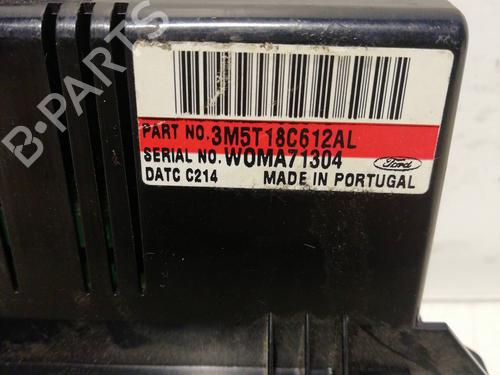 B-PARTS
PART NO. 3M5T18C612AL
SERIAL NO. WOMA71304
Ford
DATC C214 MADE IN PORTUGAL